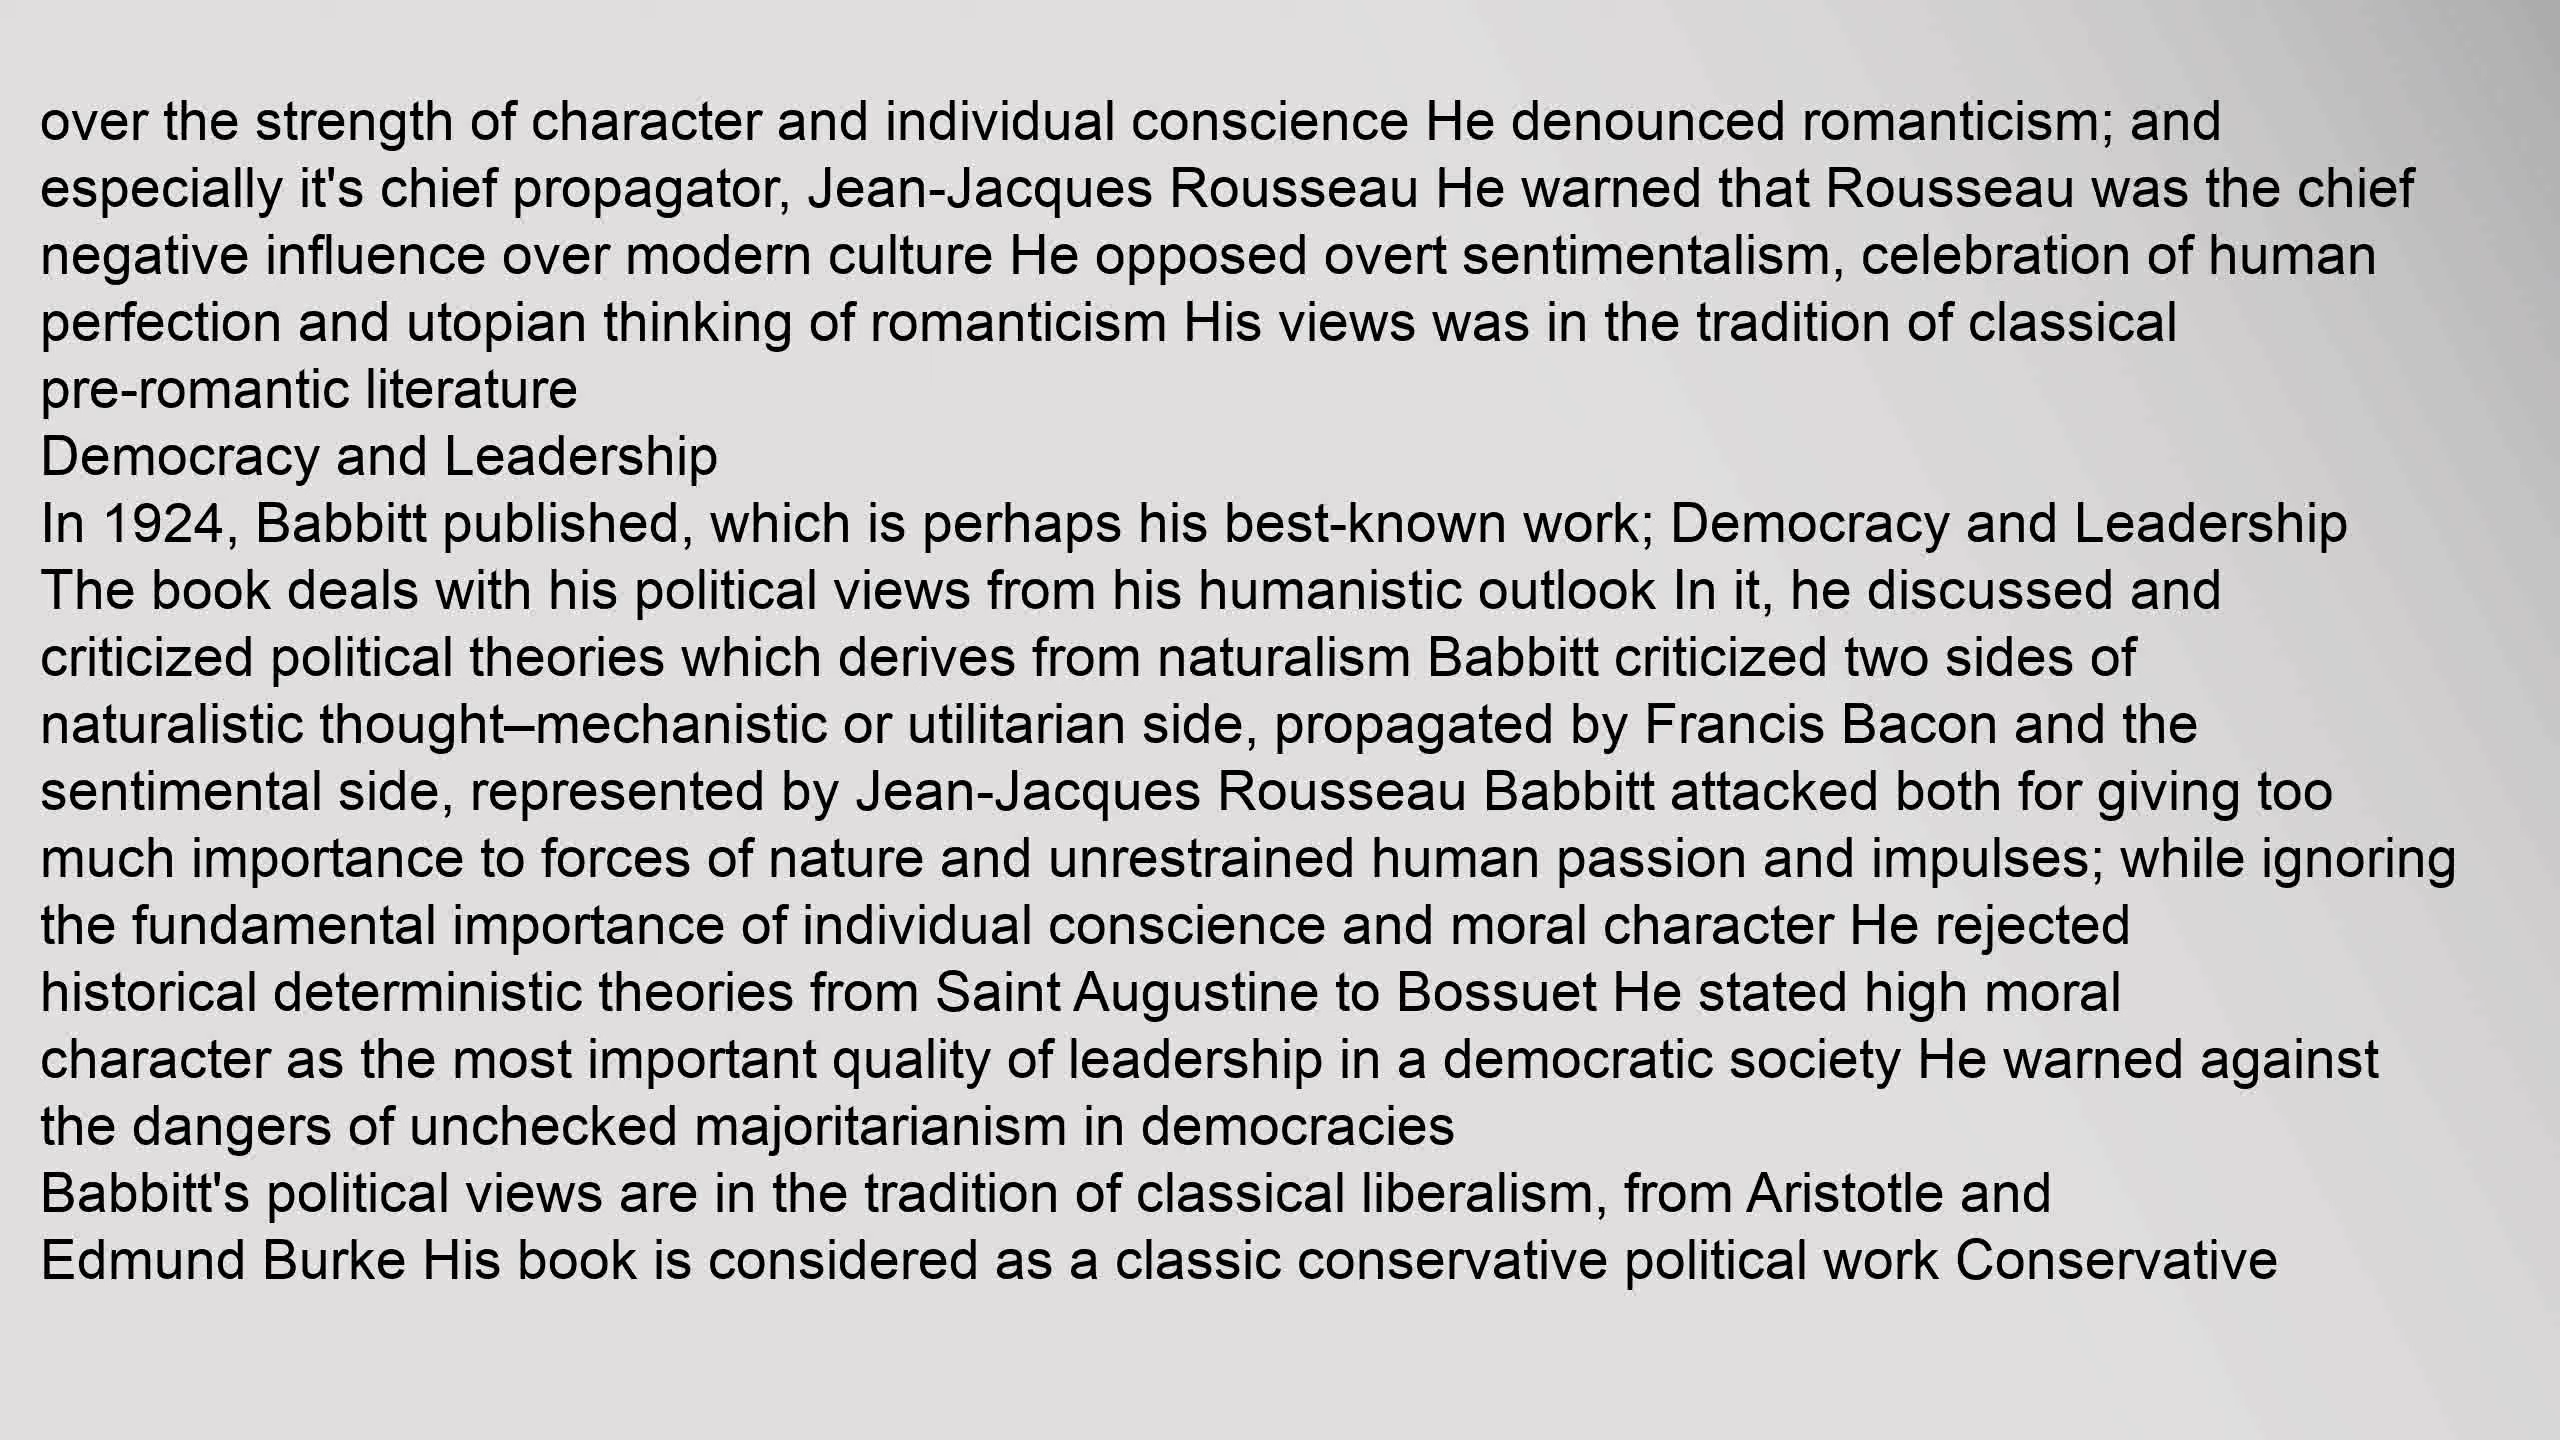 over the strength of character and individual conscience He denounced romanticism; and
especially it's chief propagator, Jean-Jacques Rousseau He warned that Rousseau was the chief
negative influence over modern culture He opposed overt sentimentalism, celebration of human
perfection and utopian thinking of romanticism His views was in the tradition of classical
pre-romantic literature
Democracy and Leadership
In 1924, Babbitt published, which is perhaps his best-known work; Democracy and Leadership
The book deals with his political views from his humanistic outlook In it, he discussed and
criticized political theories which derives from naturalism Babbitt criticized two sides of
naturalistic thought–mechanistic or utilitarian side, propagated by Francis Bacon and the
sentimental side, represented by Jean-Jacques Rousseau Babbitt attacked both for giving too
much importance to forces of nature and unrestrained human passion and impulses; while ignoring
the fundamental importance of individual conscience and moral character He rejected
historical deterministic theories from Saint Augustine to Bossuet He stated high moral
character as the most important quality of leadership in a democratic society He warned against
the dangers of unchecked majoritarianism in democracies
Babbitt's political views are in the tradition of classical liberalism, from Aristotle and
Edmund Burke His book is considered as a classic conservative political work Conservative